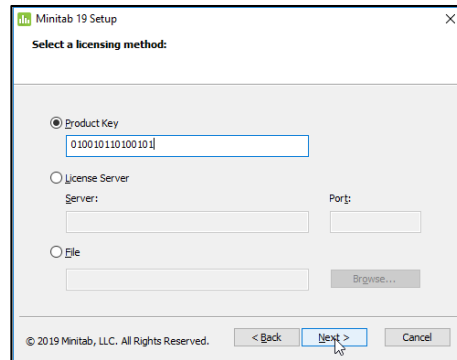 Minitab 19 Setup
Select a licensing method:
Product Key
010010110100101
License Server
Server:
Port:
File
Browse...
© 2019 Minitab, LLC. All Rights Reserved.
< Back
Next >
Cancel